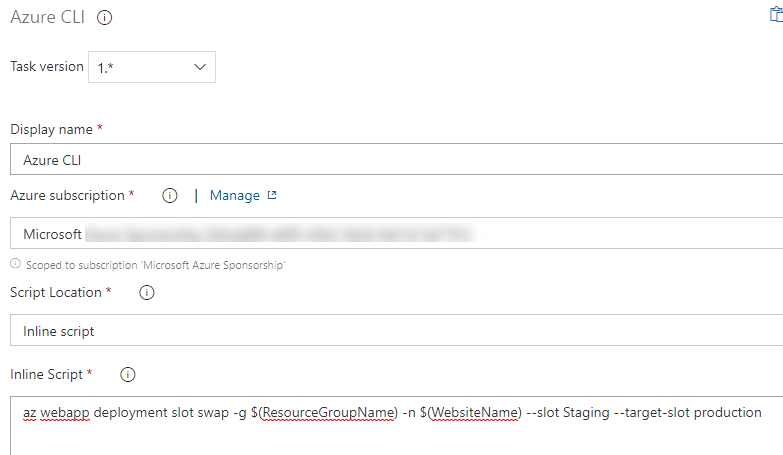 Azure CLI
Task version 1.*
Display name *
Azure CLI
Azure subscription * | Manage
Microsoft
Scoped to subscription 'Microsoft Azure Sponsorship'
Script Location *
Inline script
Inline Script *
az webapp deployment slot swap -g $(ResourceGroupName) -n $(WebsiteName) --slot Staging --target-slot production